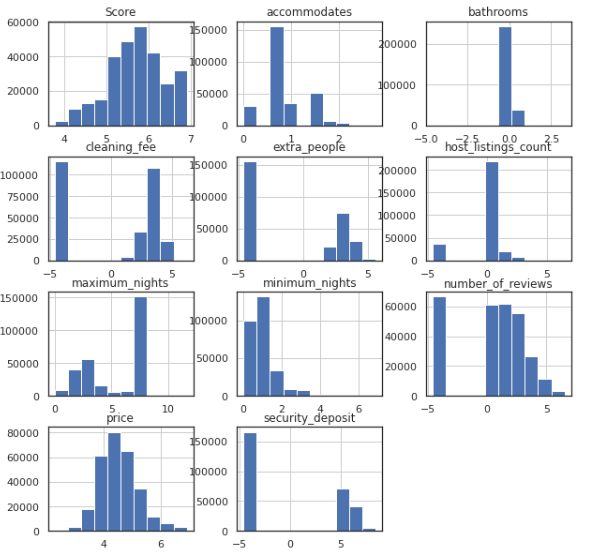 Score
accommodates
bathrooms
60000
40000
20000
0
4 5 6 7
150000
100000
50000
0
0 1 2
200000
100000
0
−5.0 −2.5 0.0 2.5
cleaning_fee
extra_people
host_listings_count
100000
75000
50000
25000
0
−5 0 5
150000
100000
50000
0
−5 0 5
200000
150000
100000
50000
0
−5 0 5
maximum_nights
minimum_nights
number_of_reviews
150000
100000
50000
0
0 5 10
100000
50000
0
0 2 4 6
60000
40000
20000
0
−5 0 5
price
security_deposit
80000
60000
40000
20000
0
4 6
150000
100000
50000
0
−5 0 5